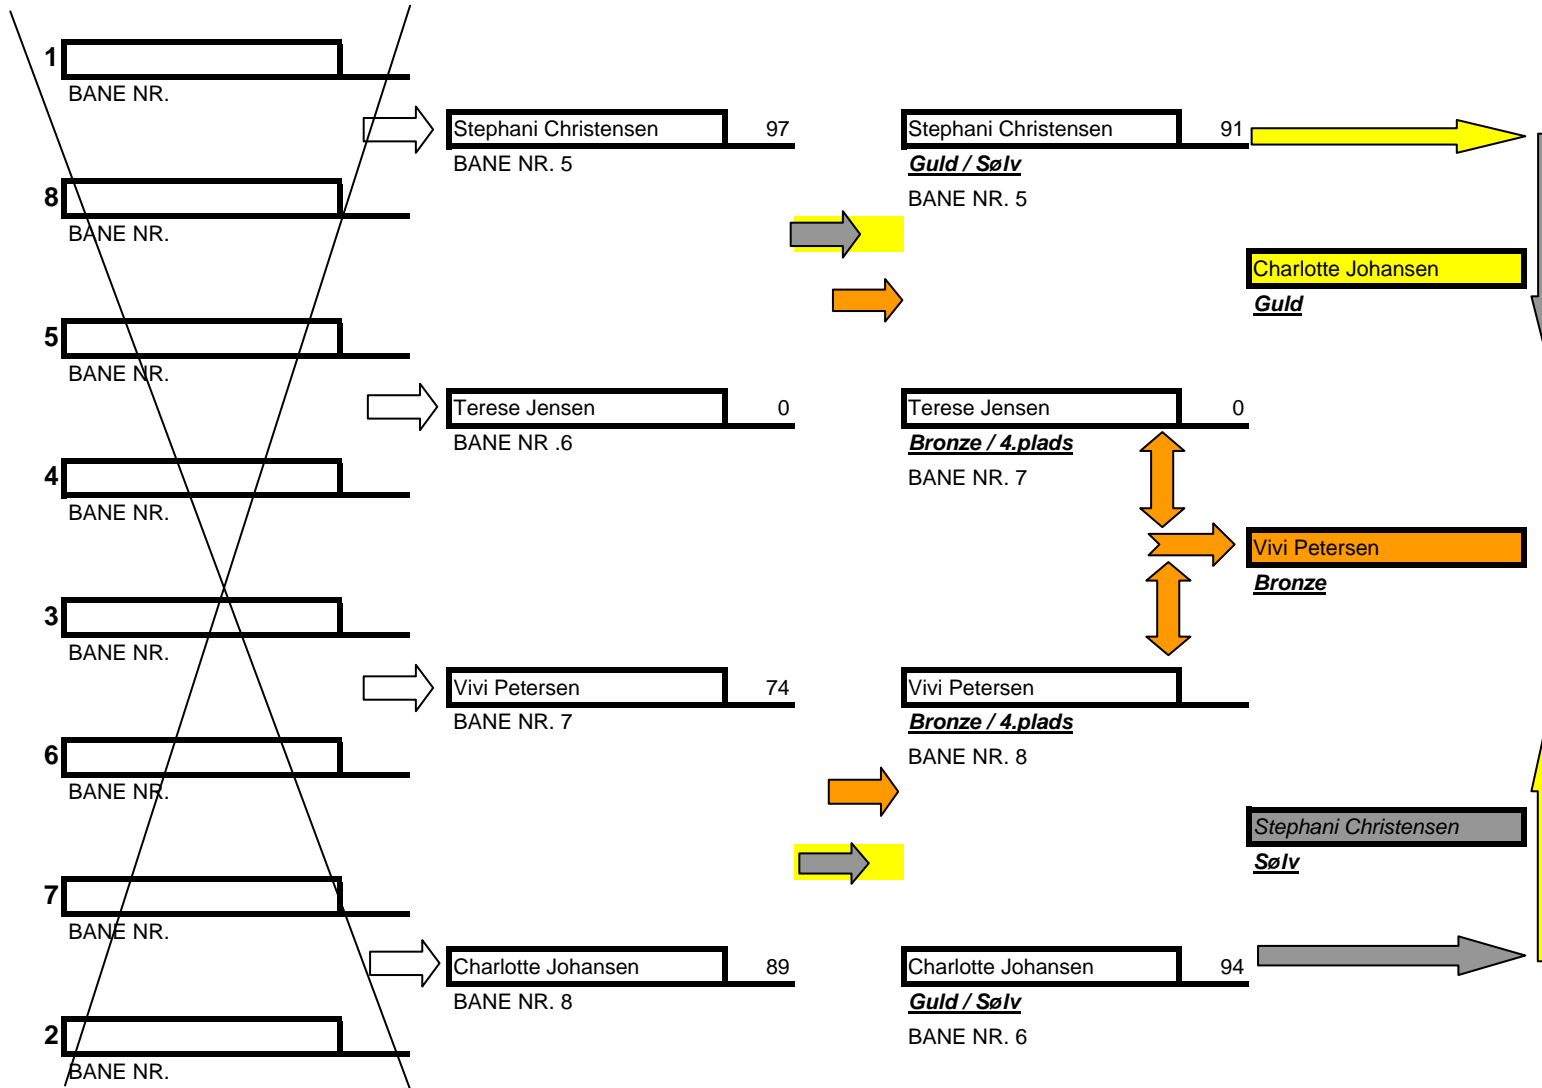 1
BANE NR.
8
BANE NR.
5
BANE NR.
4
BANE NR.
3
BANE NR.
6
BANE NR.
7
BANE NR.
2
BANE NR.
Stephani Christensen 97
BANE NR. 5
Terese Jensen 0
BANE NR .6
Vivi Petersen 74
BANE NR. 7
Charlotte Johansen 89
BANE NR. 8
Stephani Christensen 91
Guld / Sølv
BANE NR. 5
Terese Jensen 0
Bronze / 4.plads
BANE NR. 7
Vivi Petersen
Bronze / 4.plads
BANE NR. 8
Charlotte Johansen 94
Guld / Sølv
BANE NR. 6
Charlotte Johansen
Guld
Vivi Petersen
Bronze
Stephani Christensen
Sølv